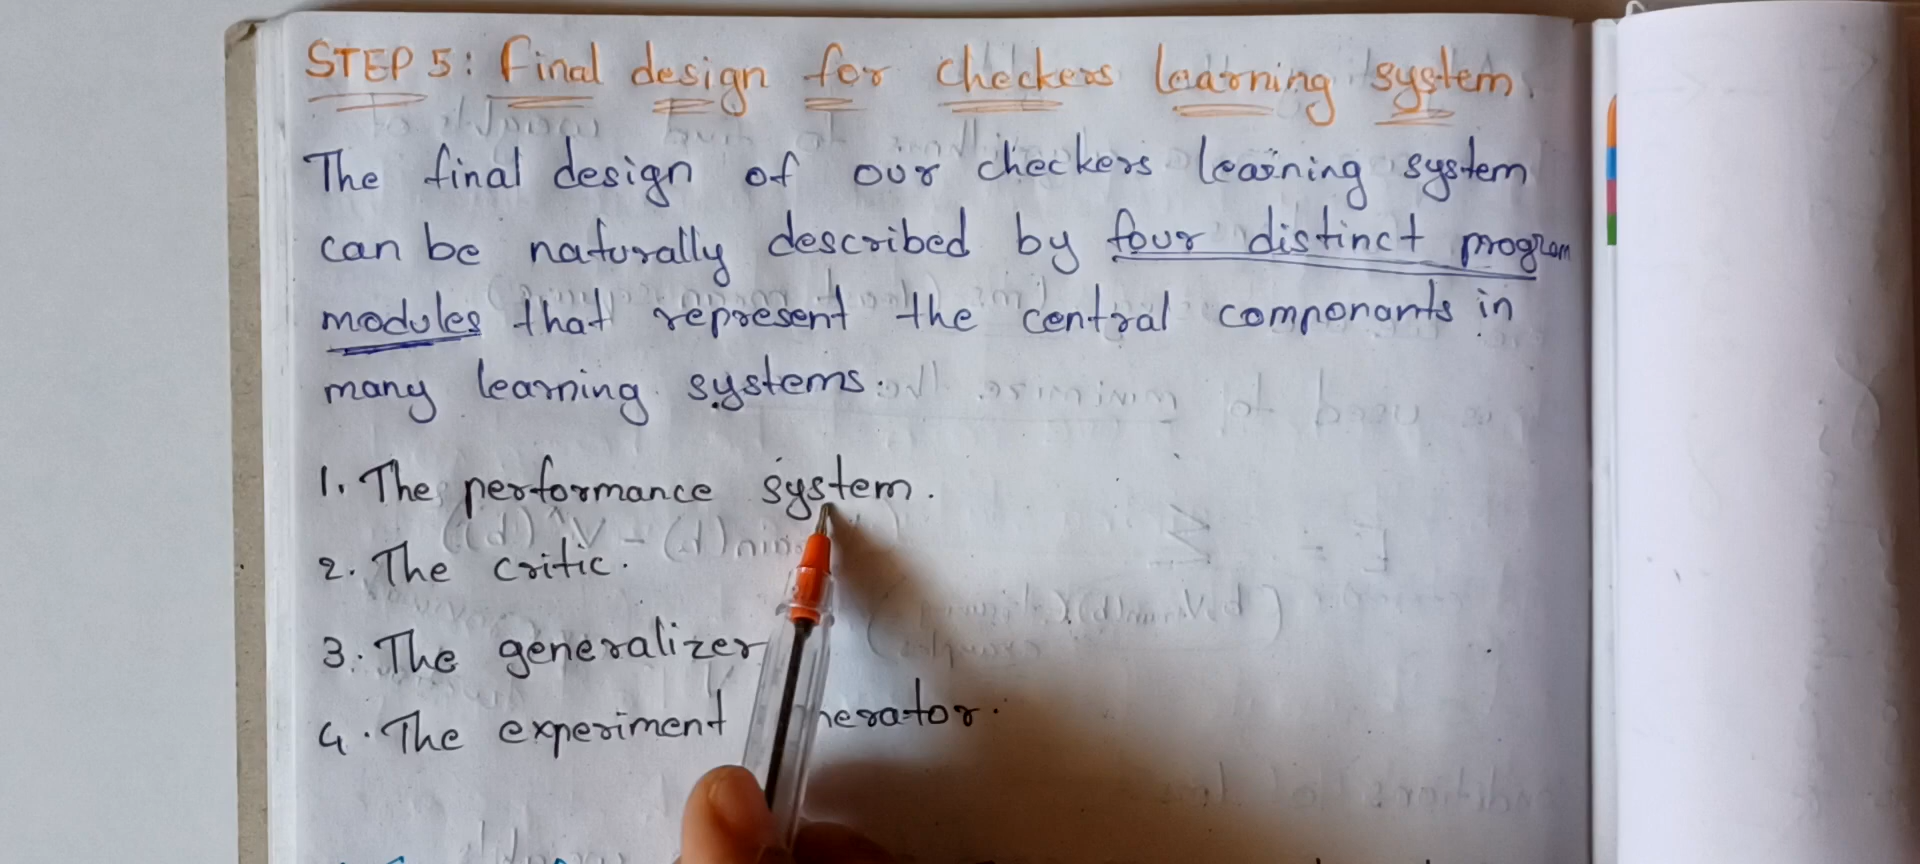 STEP 5: Final design for checkers learning system.
The final design of our checkers learning system
can be naturally described by four distinct program
modules that represent the central componants in
many learning systems.
1. The performance system.
2. The critic.
3. The generalizer
4. The experiment nerator.